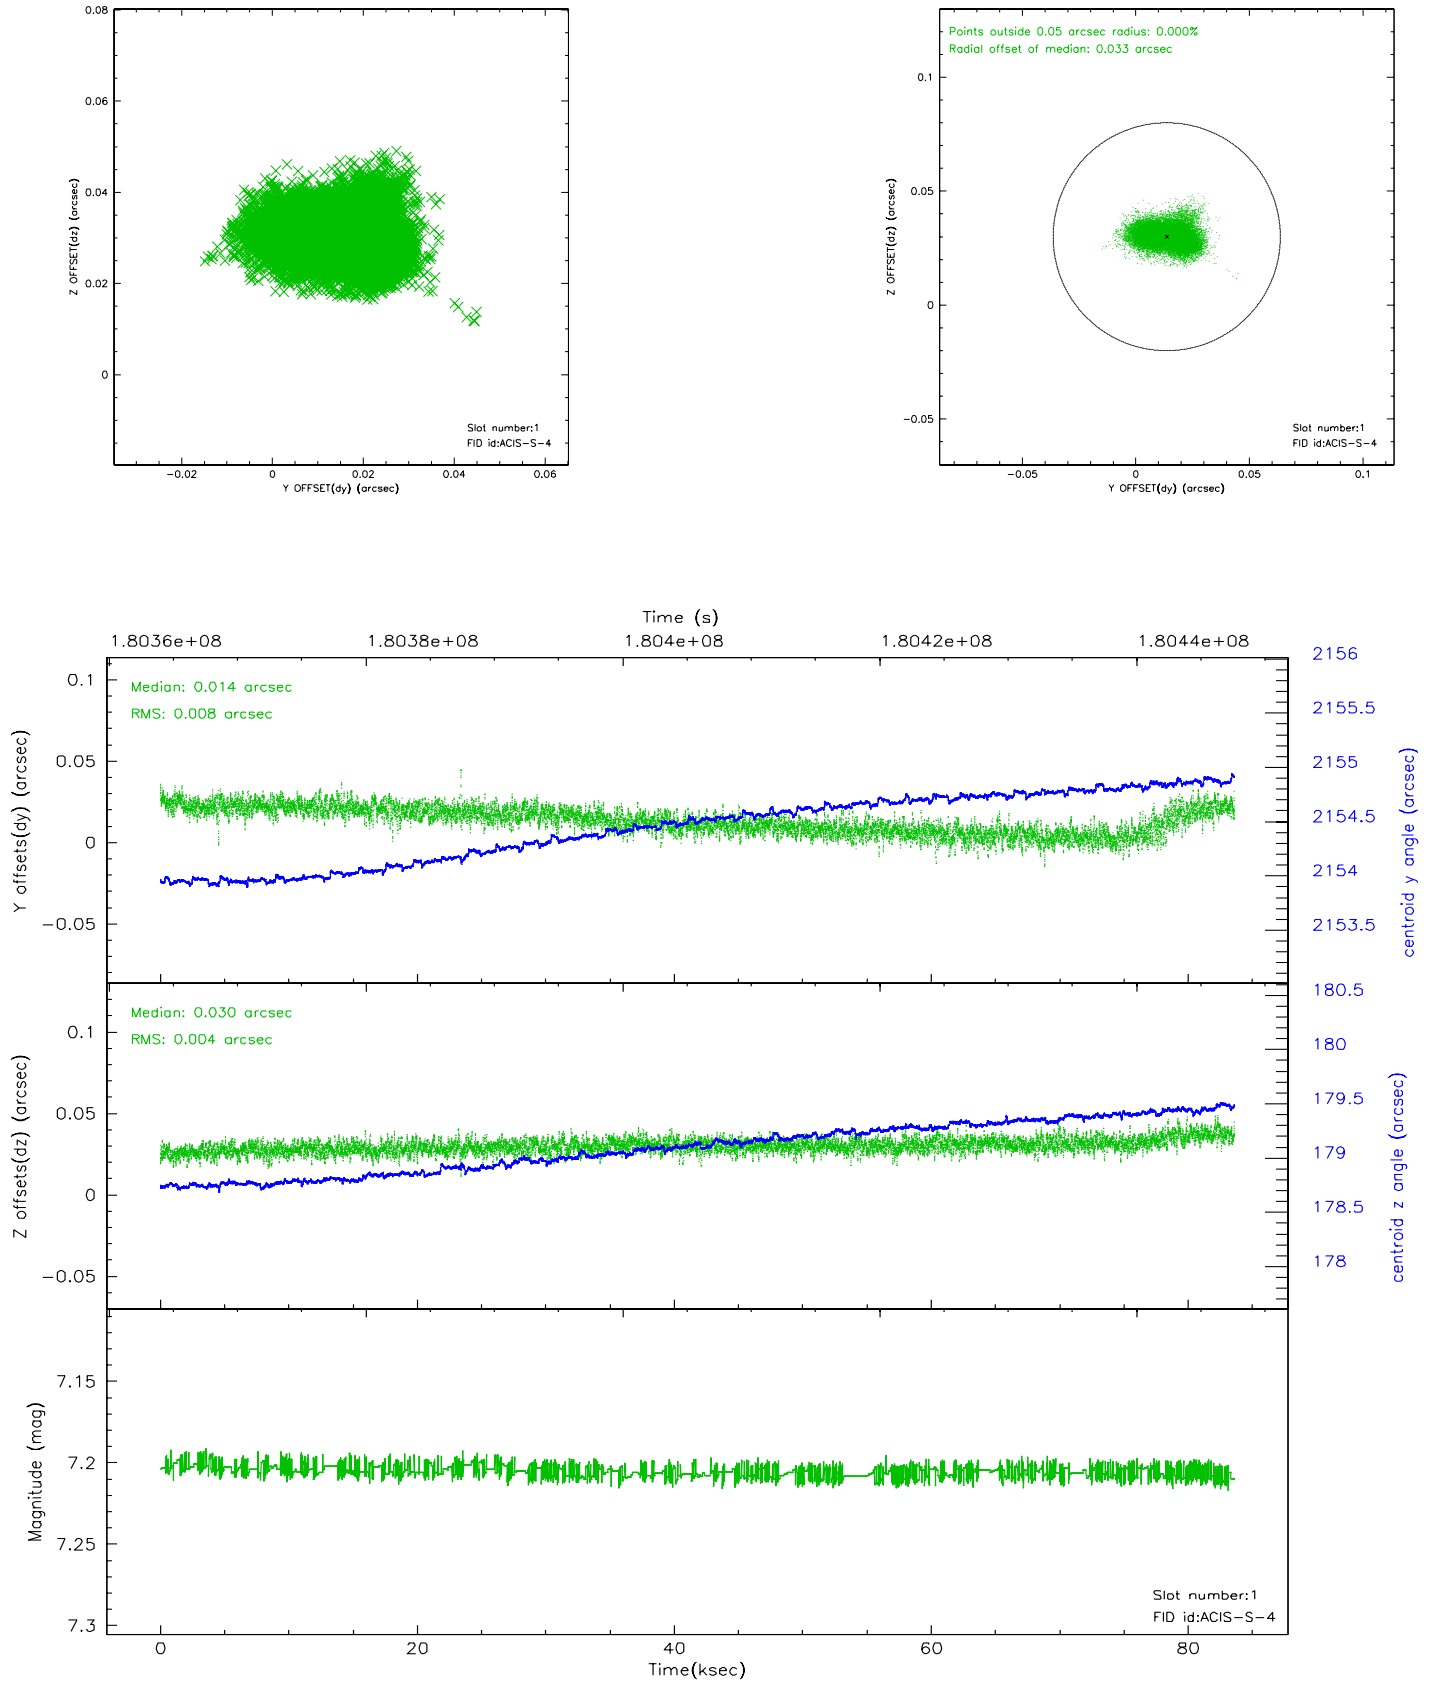 0.08
0.06
0.04
0.02
0
Z OFFSET(dz) (arcsec)
Slot number:1
FID id:ACIS-S-4
-0.02 0 0.02 0.04 0.06
Y OFFSET(dy) (arcsec)
Points outside 0.05 arcsec radius: 0.000%
Radial offset of median: 0.033 arcsec
0.1
0.05
0
-0.05
Z OFFSET(dz) (arcsec)
Slot number:1
FID id:ACIS-S-4
-0.05 0 0.05 0.1
Y OFFSET(dy) (arcsec)
Time (s)
1.8036e+08 1.8038e+08 1.804e+08 1.8042e+08 1.8044e+08
Median: 0.014 arcsec
RMS: 0.008 arcsec
0.1
0.05
0
-0.05
Y offsets(dy) (arcsec)
2156
2155.5
2155
2154.5
2154
2153.5
centroid y angle (arcsec)
Median: 0.030 arcsec
RMS: 0.004 arcsec
0.1
0.05
0
-0.05
Z offsets(dz) (arcsec)
180.5
180
179.5
179
178.5
178
centroid z angle (arcsec)
7.15
7.2
7.25
7.3
Magnitude (mag)
Slot number:1
FID id:ACIS-S-4
0 20 40 60 80
Time(ksec)